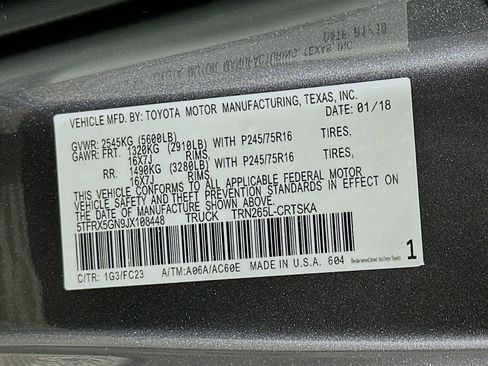 VEHICLE MFD. BY: TOYOTA MOTOR MANUFACTURING, TEXAS, INC.
DATE: 01/18
GVWR: 2545KG (5600LB)
GAWR: FRT. 1320KG (2910LB) WITH P245/75R16 TIRES,
16X7J RIMS,
RR. 1490KG (3280LB) WITH P245/75R16 TIRES,
16X7J RIMS,
THIS VEHICLE CONFORMS TO ALL APPLICABLE FEDERAL MOTOR
VEHICLE SAFETY AND THEFT PREVENTION STANDARDS IN EFFECT
ON THE DATE OF MANUFACTURE SHOWN ABOVE.
5TFRX5GN9JX108448 TRUCK TRN265L-CRTSKA
C/TR: 1G3/FC23 A/TM:A06A/AC60E MADE IN U.S.A. 604
1